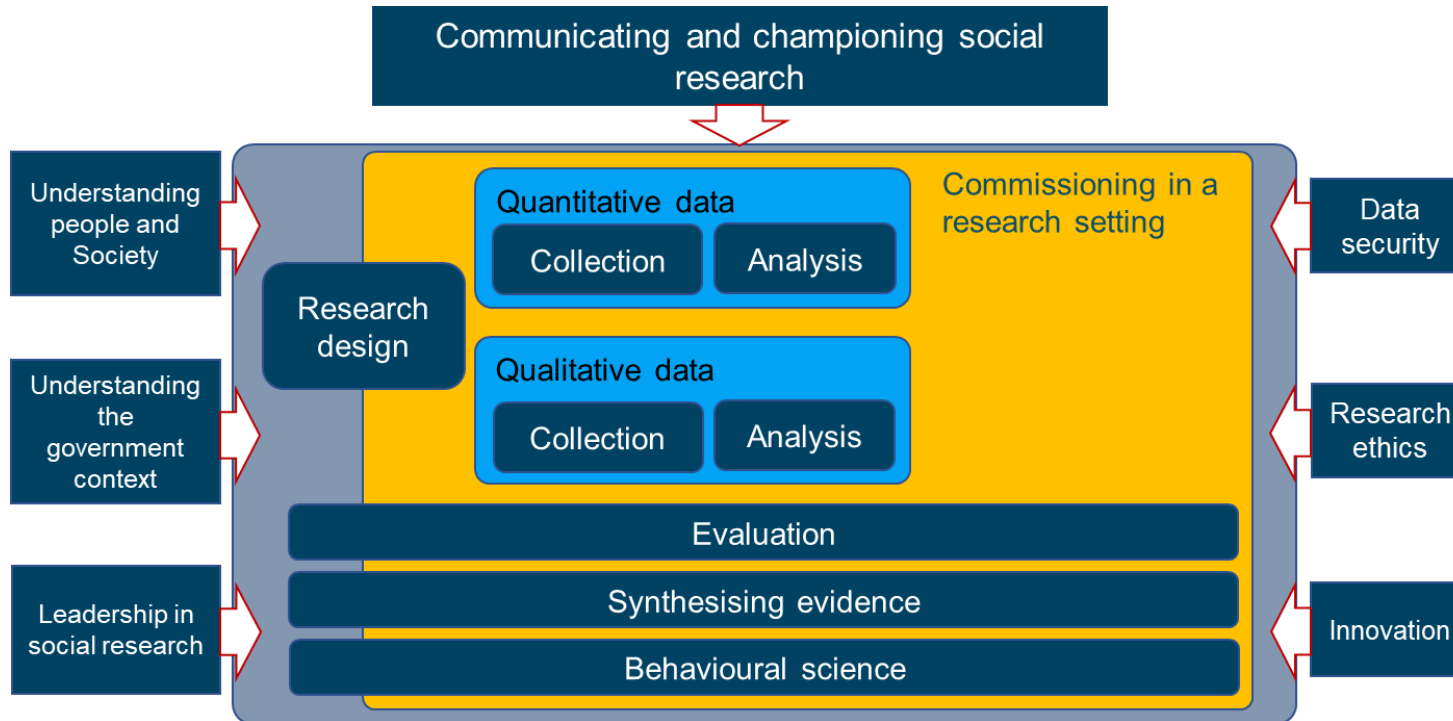 Communicating and championing social
research
Understanding
people and
Society
Understanding
the
government
context
Leadership in
social research
Research
design
Quantitative data
Collection
Analysis
Qualitative data
Collection
Analysis
Commissioning in a
research setting
Evaluation
Synthesising evidence
Behavioural science
Data
security
Research
ethics
Innovation